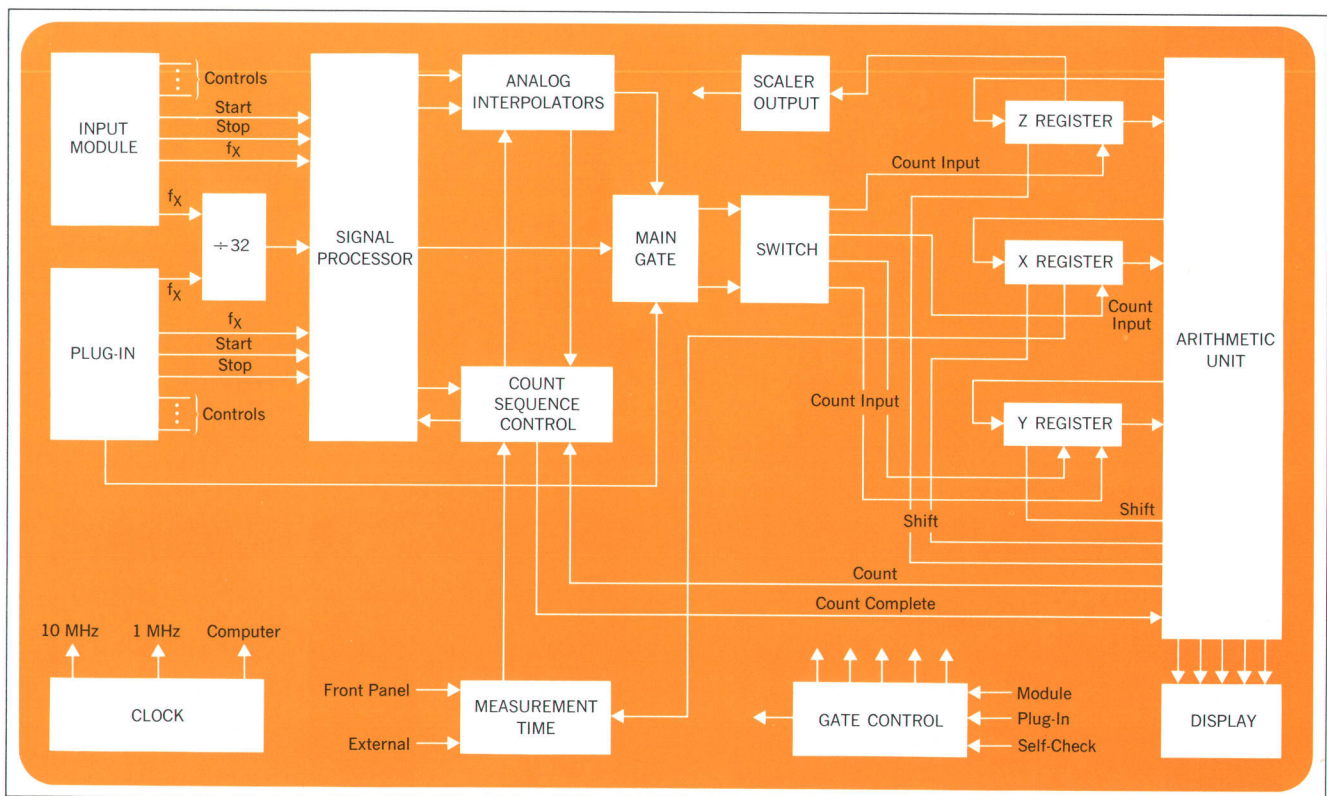 Controls
Start
Stop
fX
INPUT
MODULE
fX
÷32
fX
PLUG-IN
fX
Start
Stop
Controls
SIGNAL
PROCESSOR
ANALOG
INTERPOLATORS
COUNT
SEQUENCE
CONTROL
MAIN
GATE
SWITCH
SCALER
OUTPUT
Count Input
Z REGISTER
X REGISTER
Count
Input
Y REGISTER
Count Input
ARITHMETIC
UNIT
Shift
Shift
Count
Count Complete
10 MHz
1 MHz
Computer
CLOCK
Front Panel
External
MEASUREMENT
TIME
GATE CONTROL
Module
Plug-In
Self-Check
DISPLAY